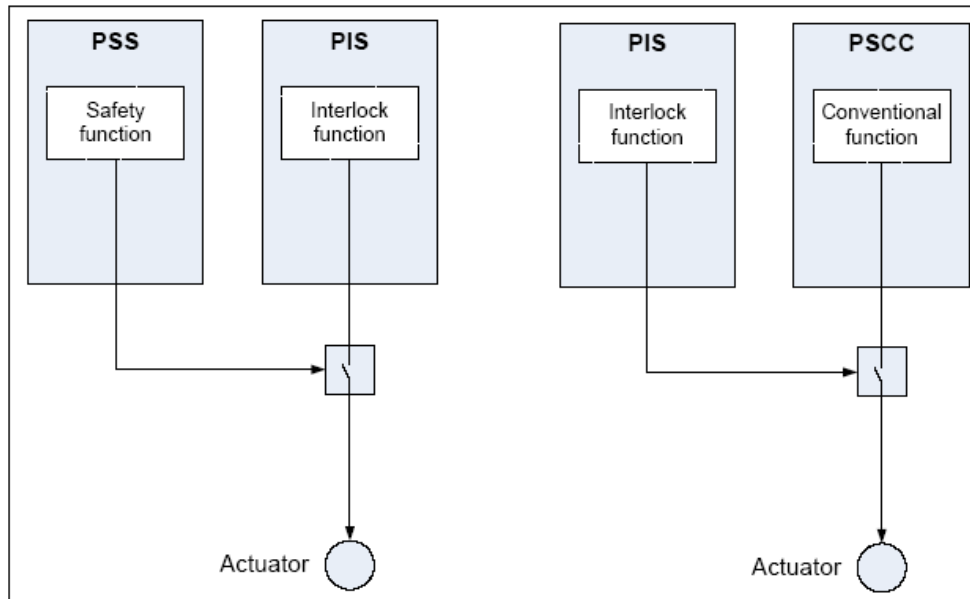 PSS
Safety
function
PIS
Interlock
function
Actuator
PIS
Interlock
function
PSCC
Conventional
function
Actuator